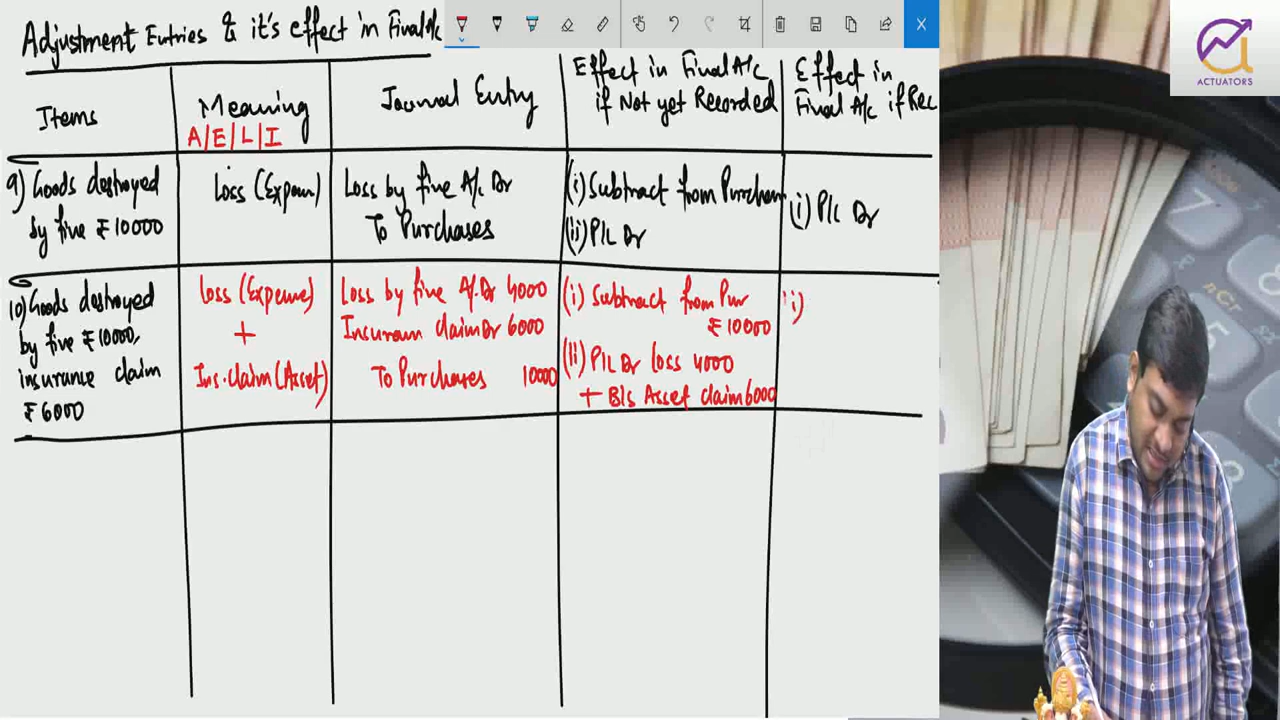 Adjustment Entries & it's effect in Final A/c
Items
Meaning
A/E/L/I
Journal Entry
Effect in Final A/c
if Not yet Recorded
Effect in
Final A/c if Rec
9) Goods destroyed
by fire ₹ 10000
Loss (Expen)
Loss by fire A/c Dr
To Purchases
(i) Subtract from Purchases
(ii) P/L Dr
(i) P/L Dr
10) Goods destroyed
by fire ₹ 10000,
insurance claim
₹ 6000
Loss (Expense)
+
Ins. claim (Asset)
Loss by fire A/c Dr 4000
Insuran claim Dr 6000
To Purchases 10000
(i) Subtract from Pur
₹ 10000
(ii) P/L Dr loss 4000
+ B/s Asset claim 6000
i)
ACTUATORS